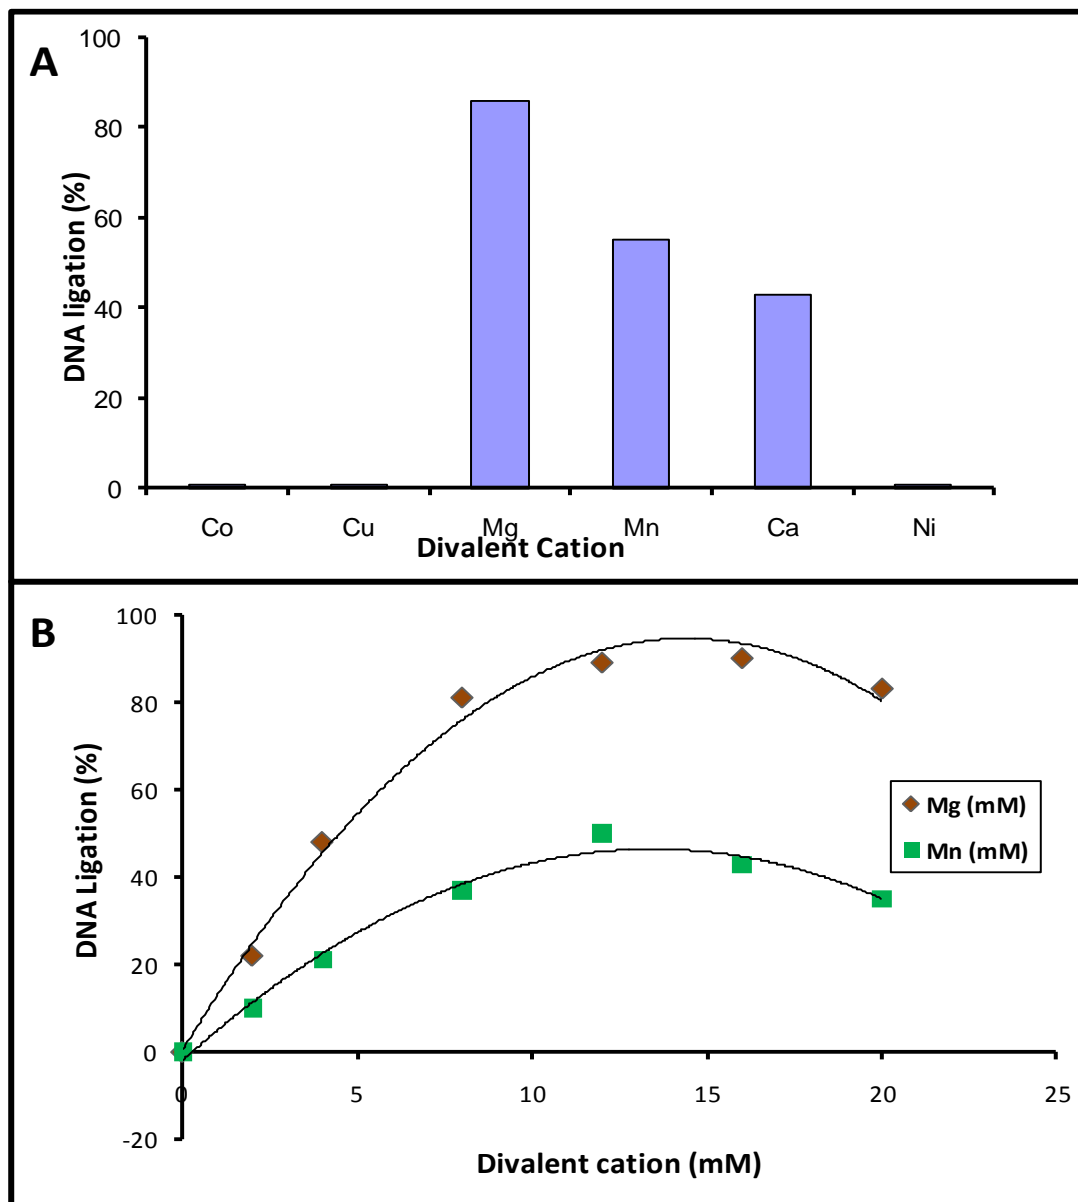 A
100
80
60
40
20
0
DNA ligation (%)
Co Cu Mg Mn Ca Ni
Divalent Cation
B
100
80
60
40
20
0
-20
DNA Ligation (%)
Mg (mM)
Mn (mM)
0 5 10 15 20 25
Divalent cation (mM)